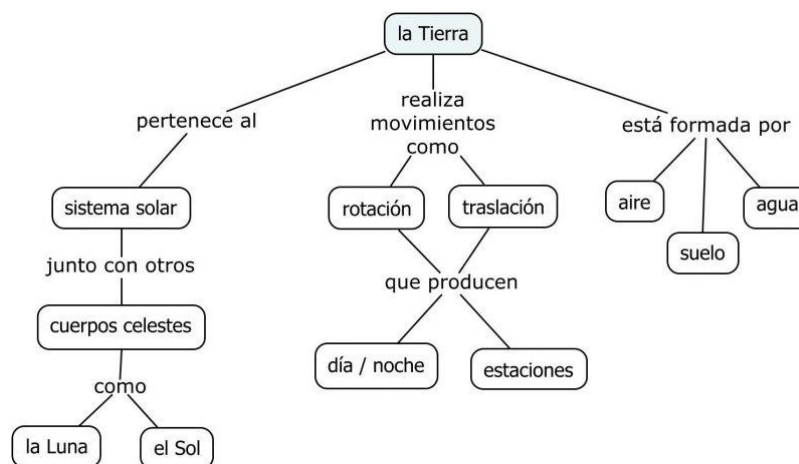 la Tierra
pertenece al
realiza
movimientos
como
está formada por
sistema solar
rotación
traslación
aire
suelo
agua
junto con otros
que producen
cuerpos celestes
día / noche
estaciones
como
la Luna
el Sol